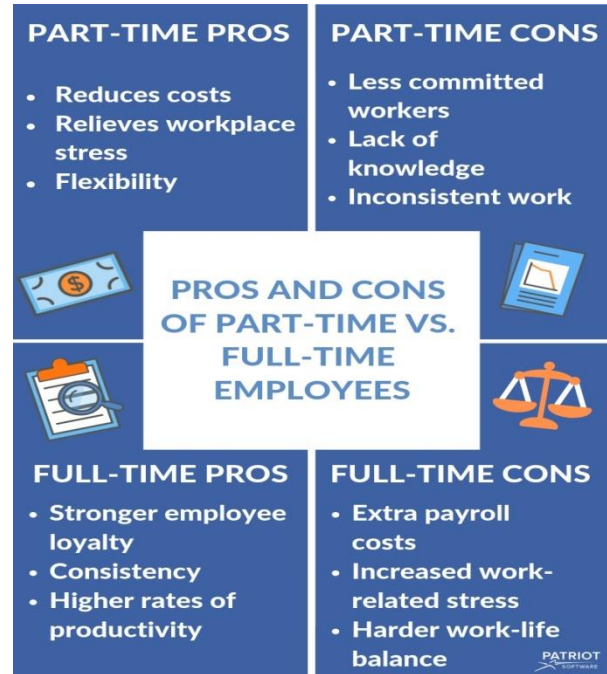 PART-TIME PROS
• Reduces costs
• Relieves workplace
stress
• Flexibility
PART-TIME CONS
• Less committed
workers
• Lack of
knowledge
• Inconsistent work
PROS AND CONS
OF PART-TIME VS.
FULL-TIME
EMPLOYEES
FULL-TIME PROS
• Stronger employee
loyalty
• Consistency
• Higher rates of
productivity
FULL-TIME CONS
• Extra payroll
costs
• Increased work-
related stress
• Harder work-life
balance
PATRIOT
SOFTWARE